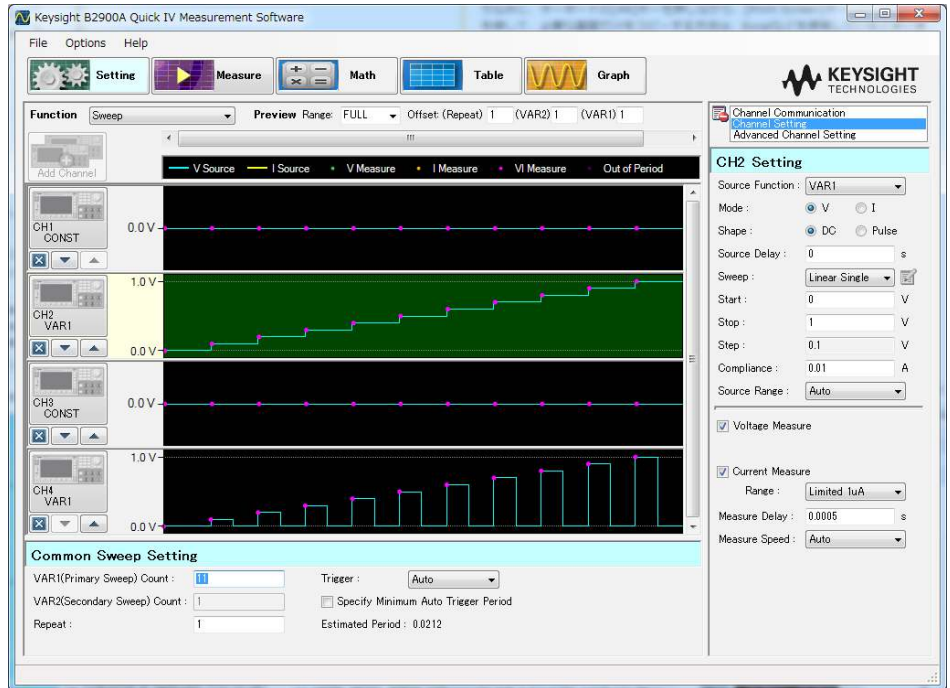 Keysight B2900A Quick IV Measurement Software
File Options Help
Setting Measure Math Table Graph
KEYSIGHT
TECHNOLOGIES
Function Sweep Preview Range: FULL Offset: (Repeat) 1 (VAR2) 1 (VAR1) 1
Add Channel
V Source I Source V Measure I Measure VI Measure Out of Period
CH1
CONST
0.0 V
1.0 V
CH2
VAR1
0.0 V
CH3
CONST
0.0 V
1.0 V
CH4
VAR1
0.0 V
Common Sweep Setting
VAR1(Primary Sweep) Count : 11 Trigger : Auto
VAR2(Secondary Sweep) Count : 1 Specify Minimum Auto Trigger Period
Repeat : 1 Estimated Period : 0.0212
Channel Communication
Channel Setting
Advanced Channel Setting
CH2 Setting
Source Function : VAR1
Mode : V I
Shape : DC Pulse
Source Delay : 0 s
Sweep : Linear Single
Start : 0 V
Stop : 1 V
Step : 0.1 V
Compliance : 0.01 A
Source Range : Auto
Voltage Measure
Current Measure
Range : Limited 1uA
Measure Delay : 0.0005 s
Measure Speed : Auto